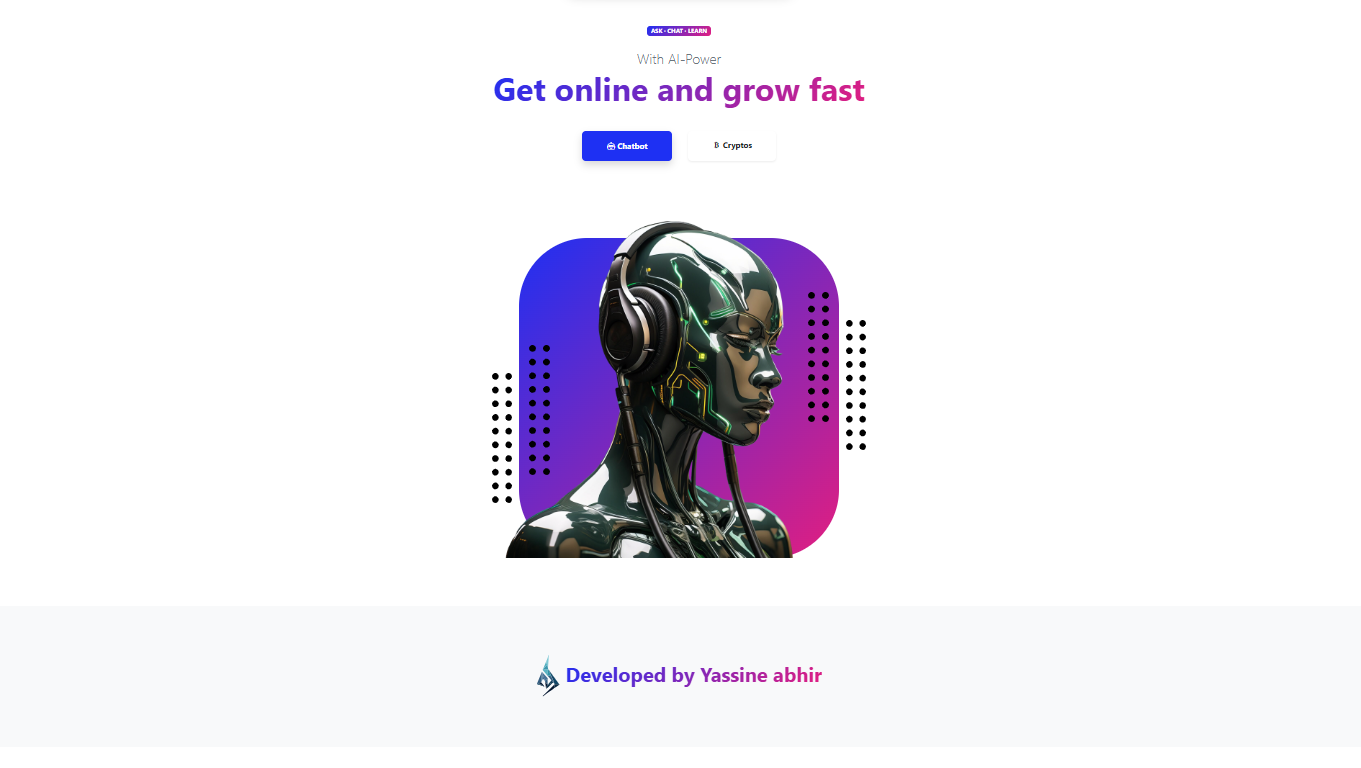 ASK · CHAT · LEARN
With AI-Power
Get online and grow fast
Chatbot
Cryptos
Developed by Yassine abhir